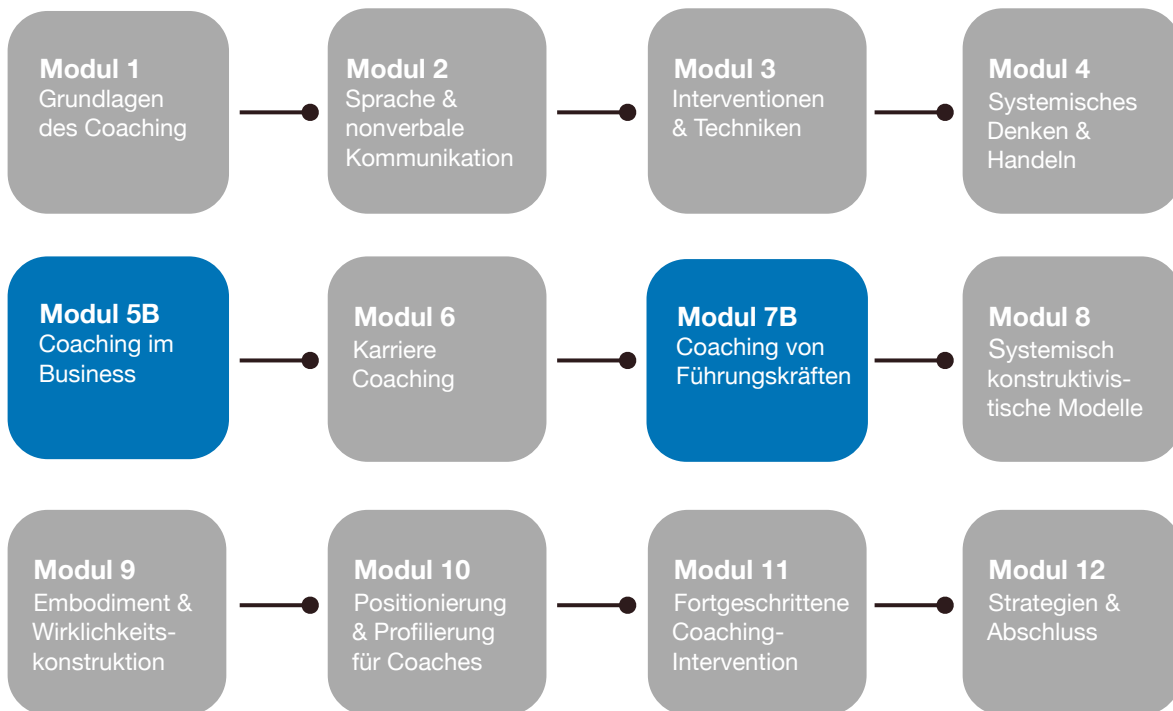 Modul 1
Grundlagen
des Coaching
Modul 2
Sprache &
nonverbale
Kommunikation
Modul 3
Interventionen
& Techniken
Modul 4
Systemisches
Denken &
Handeln
Modul 5B
Coaching im
Business
Modul 6
Karriere
Coaching
Modul 7B
Coaching von
Führungskräften
Modul 8
Systemisch
konstruktivis-
tische Modelle
Modul 9
Embodiment &
Wirklichkeits-
konstruktion
Modul 10
Positionierung
& Profilierung
für Coaches
Modul 11
Fortgeschrittene
Coaching-
Intervention
Modul 12
Strategien &
Abschluss